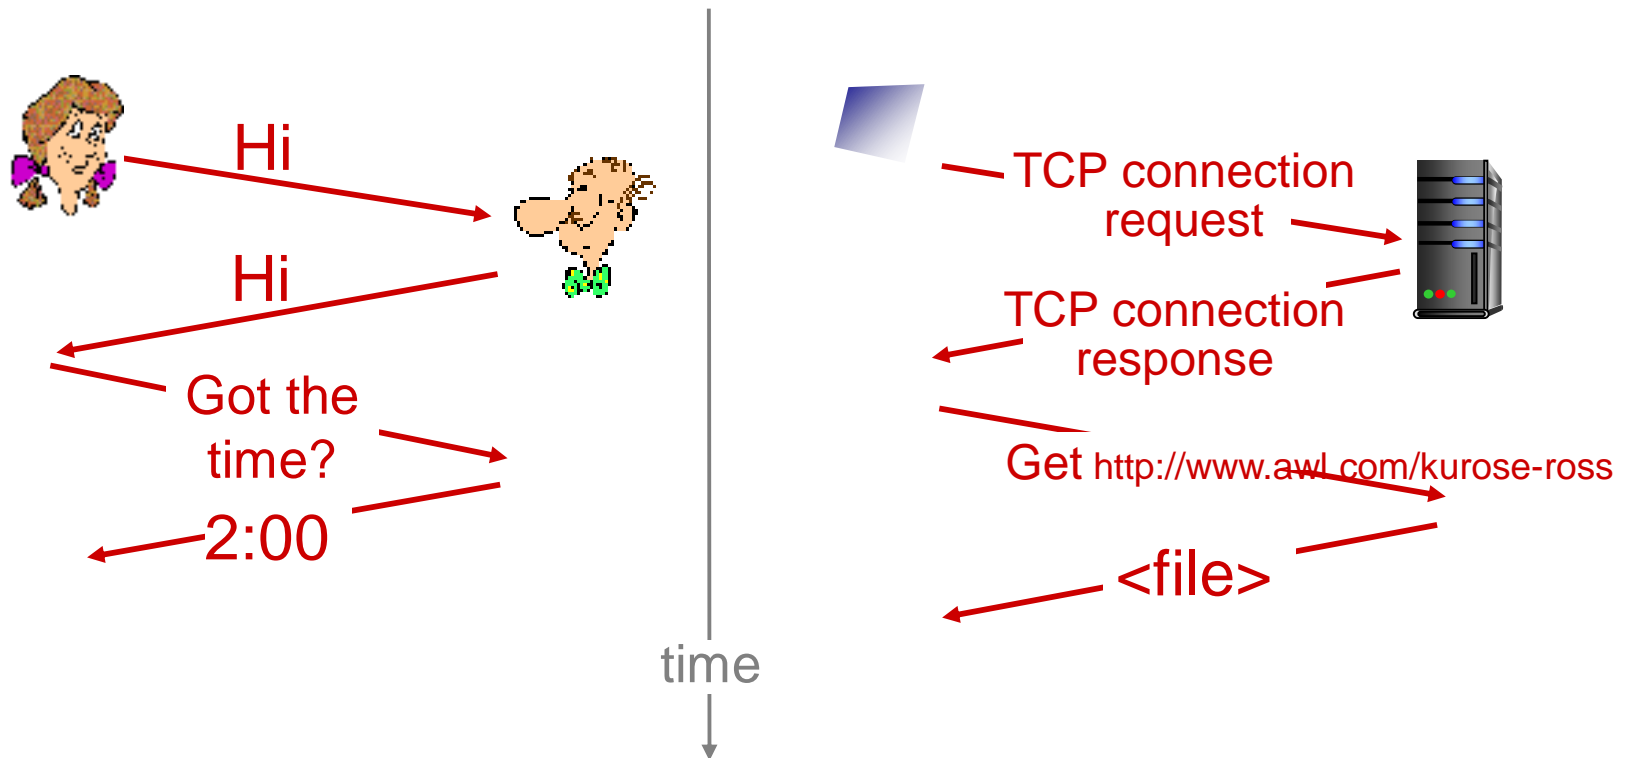 Hi
Hi
Got the
time?
2:00
time
TCP connection
request
TCP connection
response
Get http://www.awl.com/kurose-ross
<file>